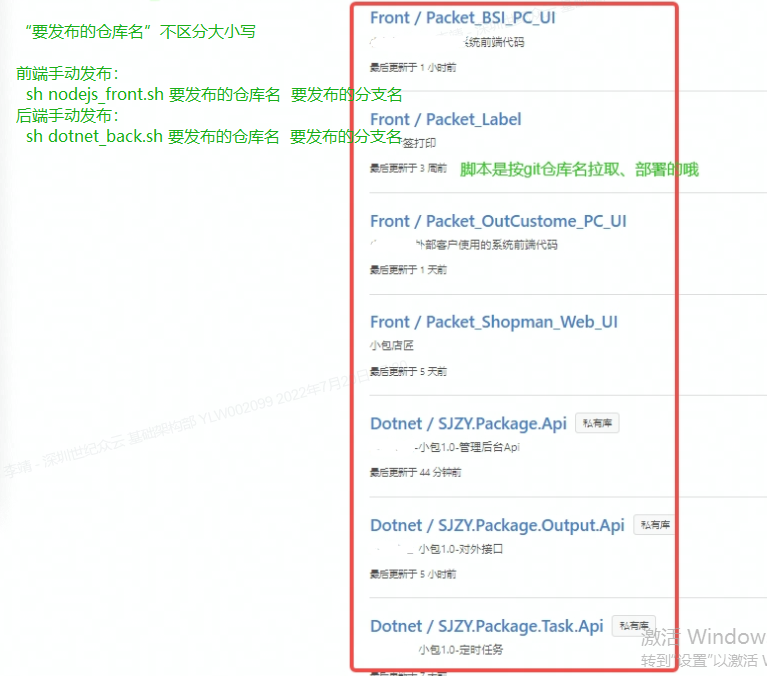 “要发布的仓库名”不区分大小写
前端手动发布：
sh nodejs_front.sh 要发布的仓库名 要发布的分支名
后端手动发布：
sh dotnet_back.sh 要发布的仓库名 要发布的分支名
Front / Packet_BSI_PC_UI
系统前端代码
最后更新于 1 小时前
Front / Packet_Label
签打印
最后更新于 3 周前
脚本是按git仓库名拉取、部署的哦
Front / Packet_OutCustome_PC_UI
外部客户使用的系统前端代码
最后更新于 1 天前
Front / Packet_Shopman_Web_UI
小包店匠
最后更新于 5 天前
李靖 - 深圳世纪众云 基础架构部 YLW002099 2022年7月2
Dotnet / SJZY.Package.Api 私有库
-小包1.0-管理后台Api
最后更新于 44 分钟前
Dotnet / SJZY.Package.Output.Api 私有库
小包1.0-对外接口
最后更新于 5 小时前
Dotnet / SJZY.Package.Task.Api 私有库
小包1.0-定时任务
激活 Window
转到“设置”以激活